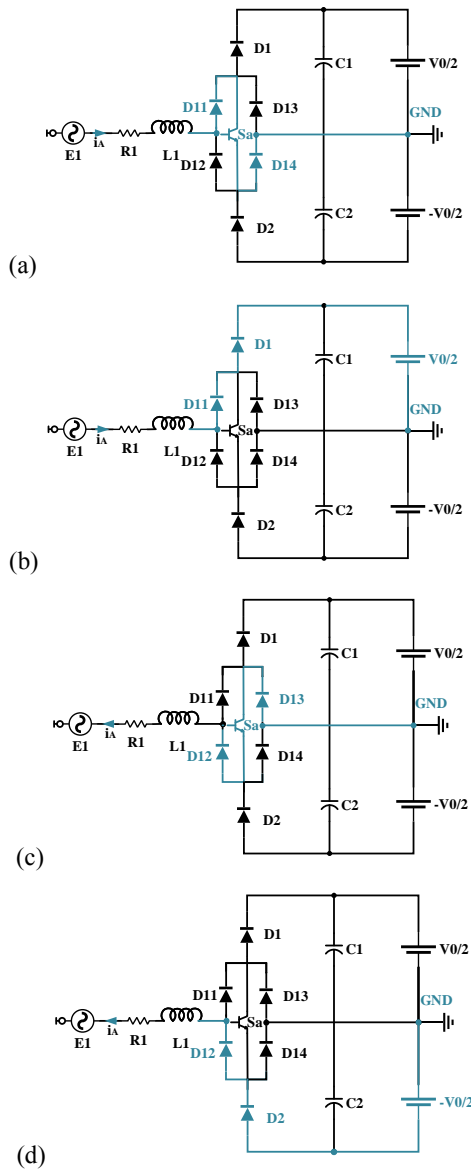 D1
C1
V0/2
D11
D13
GND
Sa
E1
iA
R1
L1
D12
D14
D2
C2
-V0/2
(a)
D1
C1
V0/2
D11
D13
GND
Sa
E1
iA
R1
L1
D12
D14
D2
C2
-V0/2
(b)
D1
C1
V0/2
D11
D13
GND
Sa
E1
iA
R1
L1
D12
D14
D2
C2
-V0/2
(c)
D1
C1
V0/2
D11
D13
GND
Sa
E1
iA
R1
L1
D12
D14
D2
C2
-V0/2
(d)